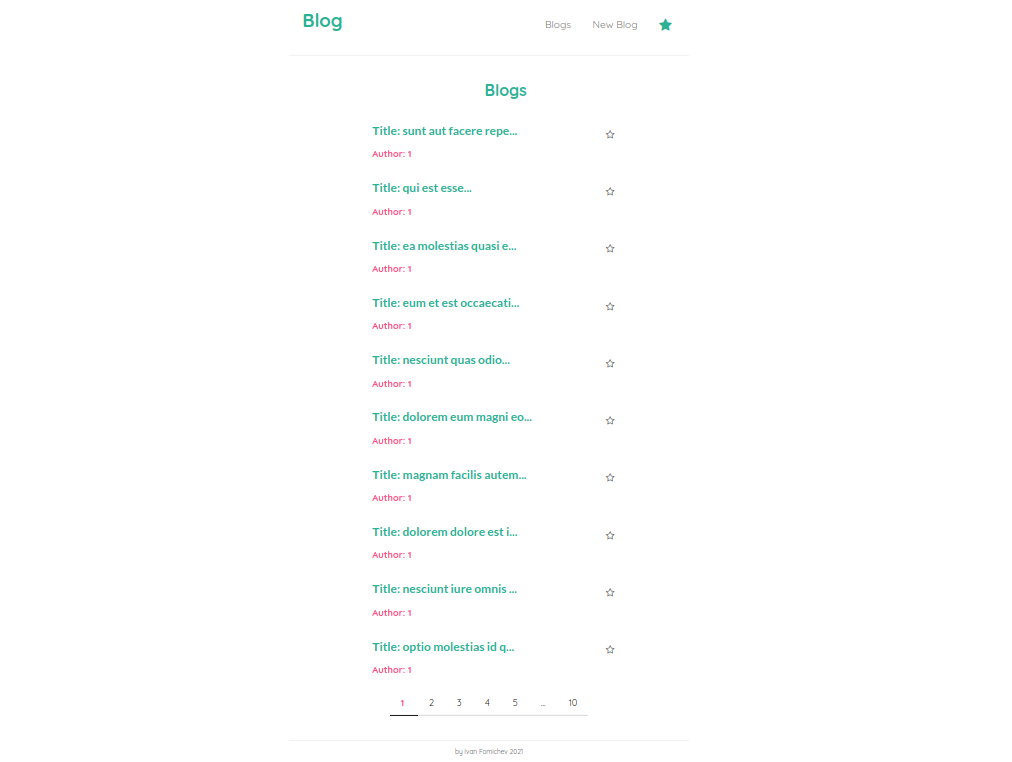 Blog
Blogs New Blog
Blogs
Title: sunt aut facere repe...
Author: 1
Title: qui est esse...
Author: 1
Title: ea molestias quasi e...
Author: 1
Title: eum et est occaecati...
Author: 1
Title: nesciunt quas odio...
Author: 1
Title: dolorem eum magni eo...
Author: 1
Title: magnam facilis autem...
Author: 1
Title: dolorem dolore est i...
Author: 1
Title: nesciunt iure omnis ...
Author: 1
Title: optio molestias id q...
Author: 1
1 2 3 4 5 ... 10
by Ivan Fomichev 2021